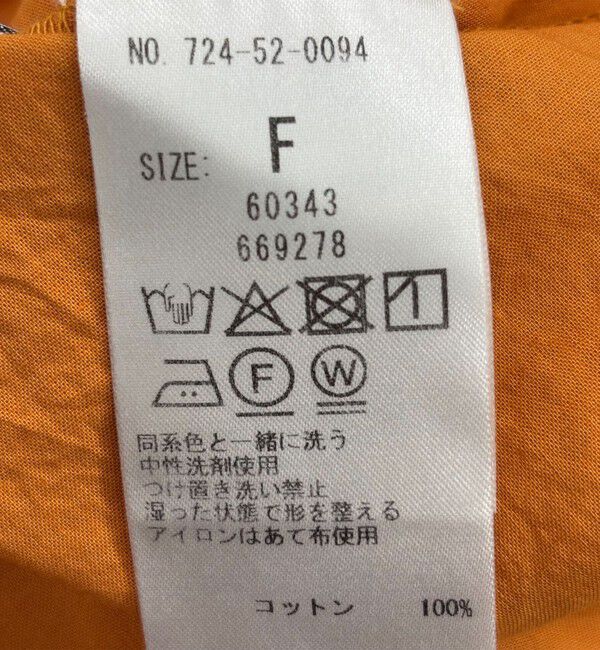 NO. 724-52-0094
SIZE: F
60343
669278
F W
同系色と一緒に洗う
中性洗剤使用
つけ置き洗い禁止
湿った状態で形を整える
アイロンはあて布使用
コットン 100%